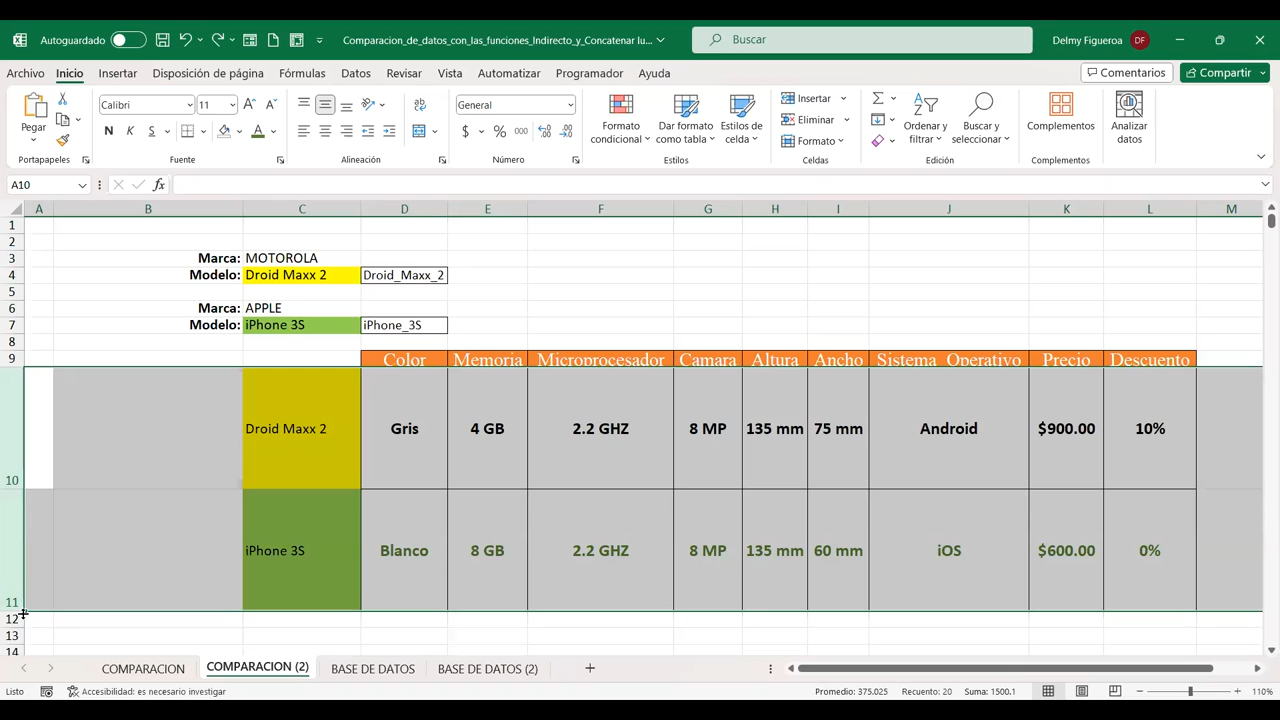 Autoguardado
Comparacion_de_datos_con_las_funciones_Indirecto_y_Concatenar lu...
Buscar
Delmy Figueroa DF
Archivo Inicio Insertar Disposición de página Fórmulas Datos Revisar Vista Automatizar Programador Ayuda
Comentarios Compartir
Pegar
Calibri 11
N K S
General
$ % 000
Formato condicional
Dar formato como tabla
Estilos de celda
Insertar
Eliminar
Formato
Ordenar y filtrar
Buscar y seleccionar
Complementos
Analizar datos
Portapapeles Fuente Alineación Número Estilos Celdas Edición Complementos
A10 fx
A B C D E F G H I J K L M
1
2
3 Marca: MOTOROLA
4 Modelo: Droid Maxx 2 Droid_Maxx_2
5
6 Marca: APPLE
7 Modelo: iPhone 3S iPhone_3S
8
9 Color Memoria Microprocesador Camara Altura Ancho Sistema_Operativo Precio Descuento
10 Droid Maxx 2 Gris 4 GB 2.2 GHZ 8 MP 135 mm 75 mm Android $900.00 10%
11 iPhone 3S Blanco 8 GB 2.2 GHZ 8 MP 135 mm 60 mm iOS $600.00 0%
12
13
14
COMPARACION COMPARACION (2) BASE DE DATOS BASE DE DATOS (2)
Listo Accesibilidad: es necesario investigar Promedio: 375.025 Recuento: 20 Suma: 1500.1 110%